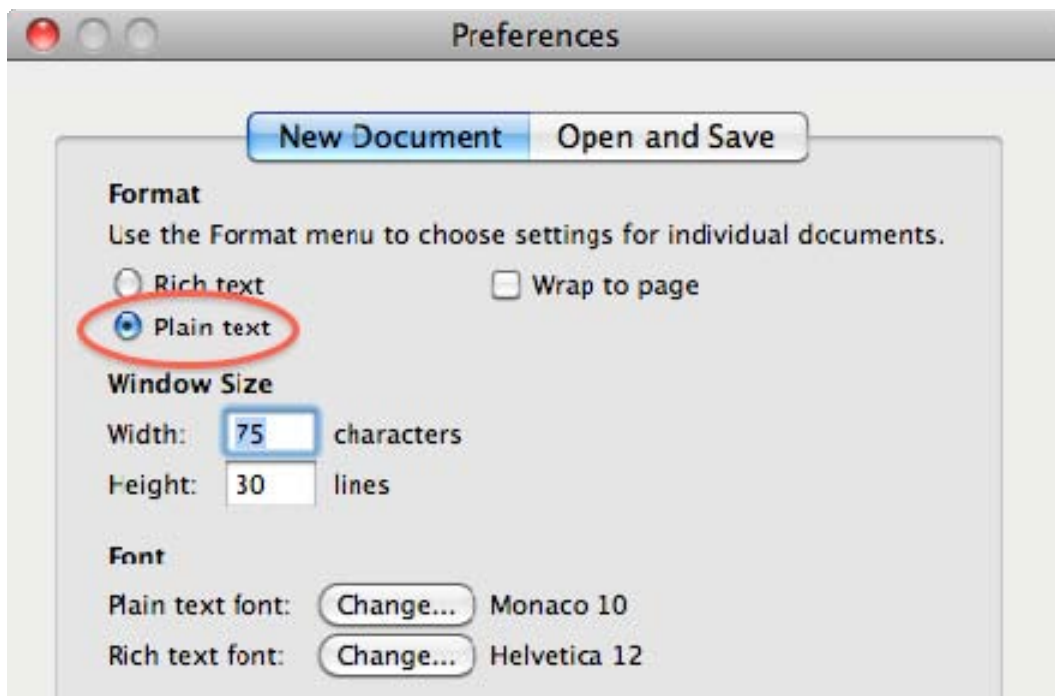 Preferences
New Document Open and Save
Format
Use the Format menu to choose settings for individual documents.
Rich text Wrap to page
Plain text
Window Size
Width: 75 characters
Height: 30 lines
Font
Plain text font: Change... Monaco 10
Rich text font: Change... Helvetica 12